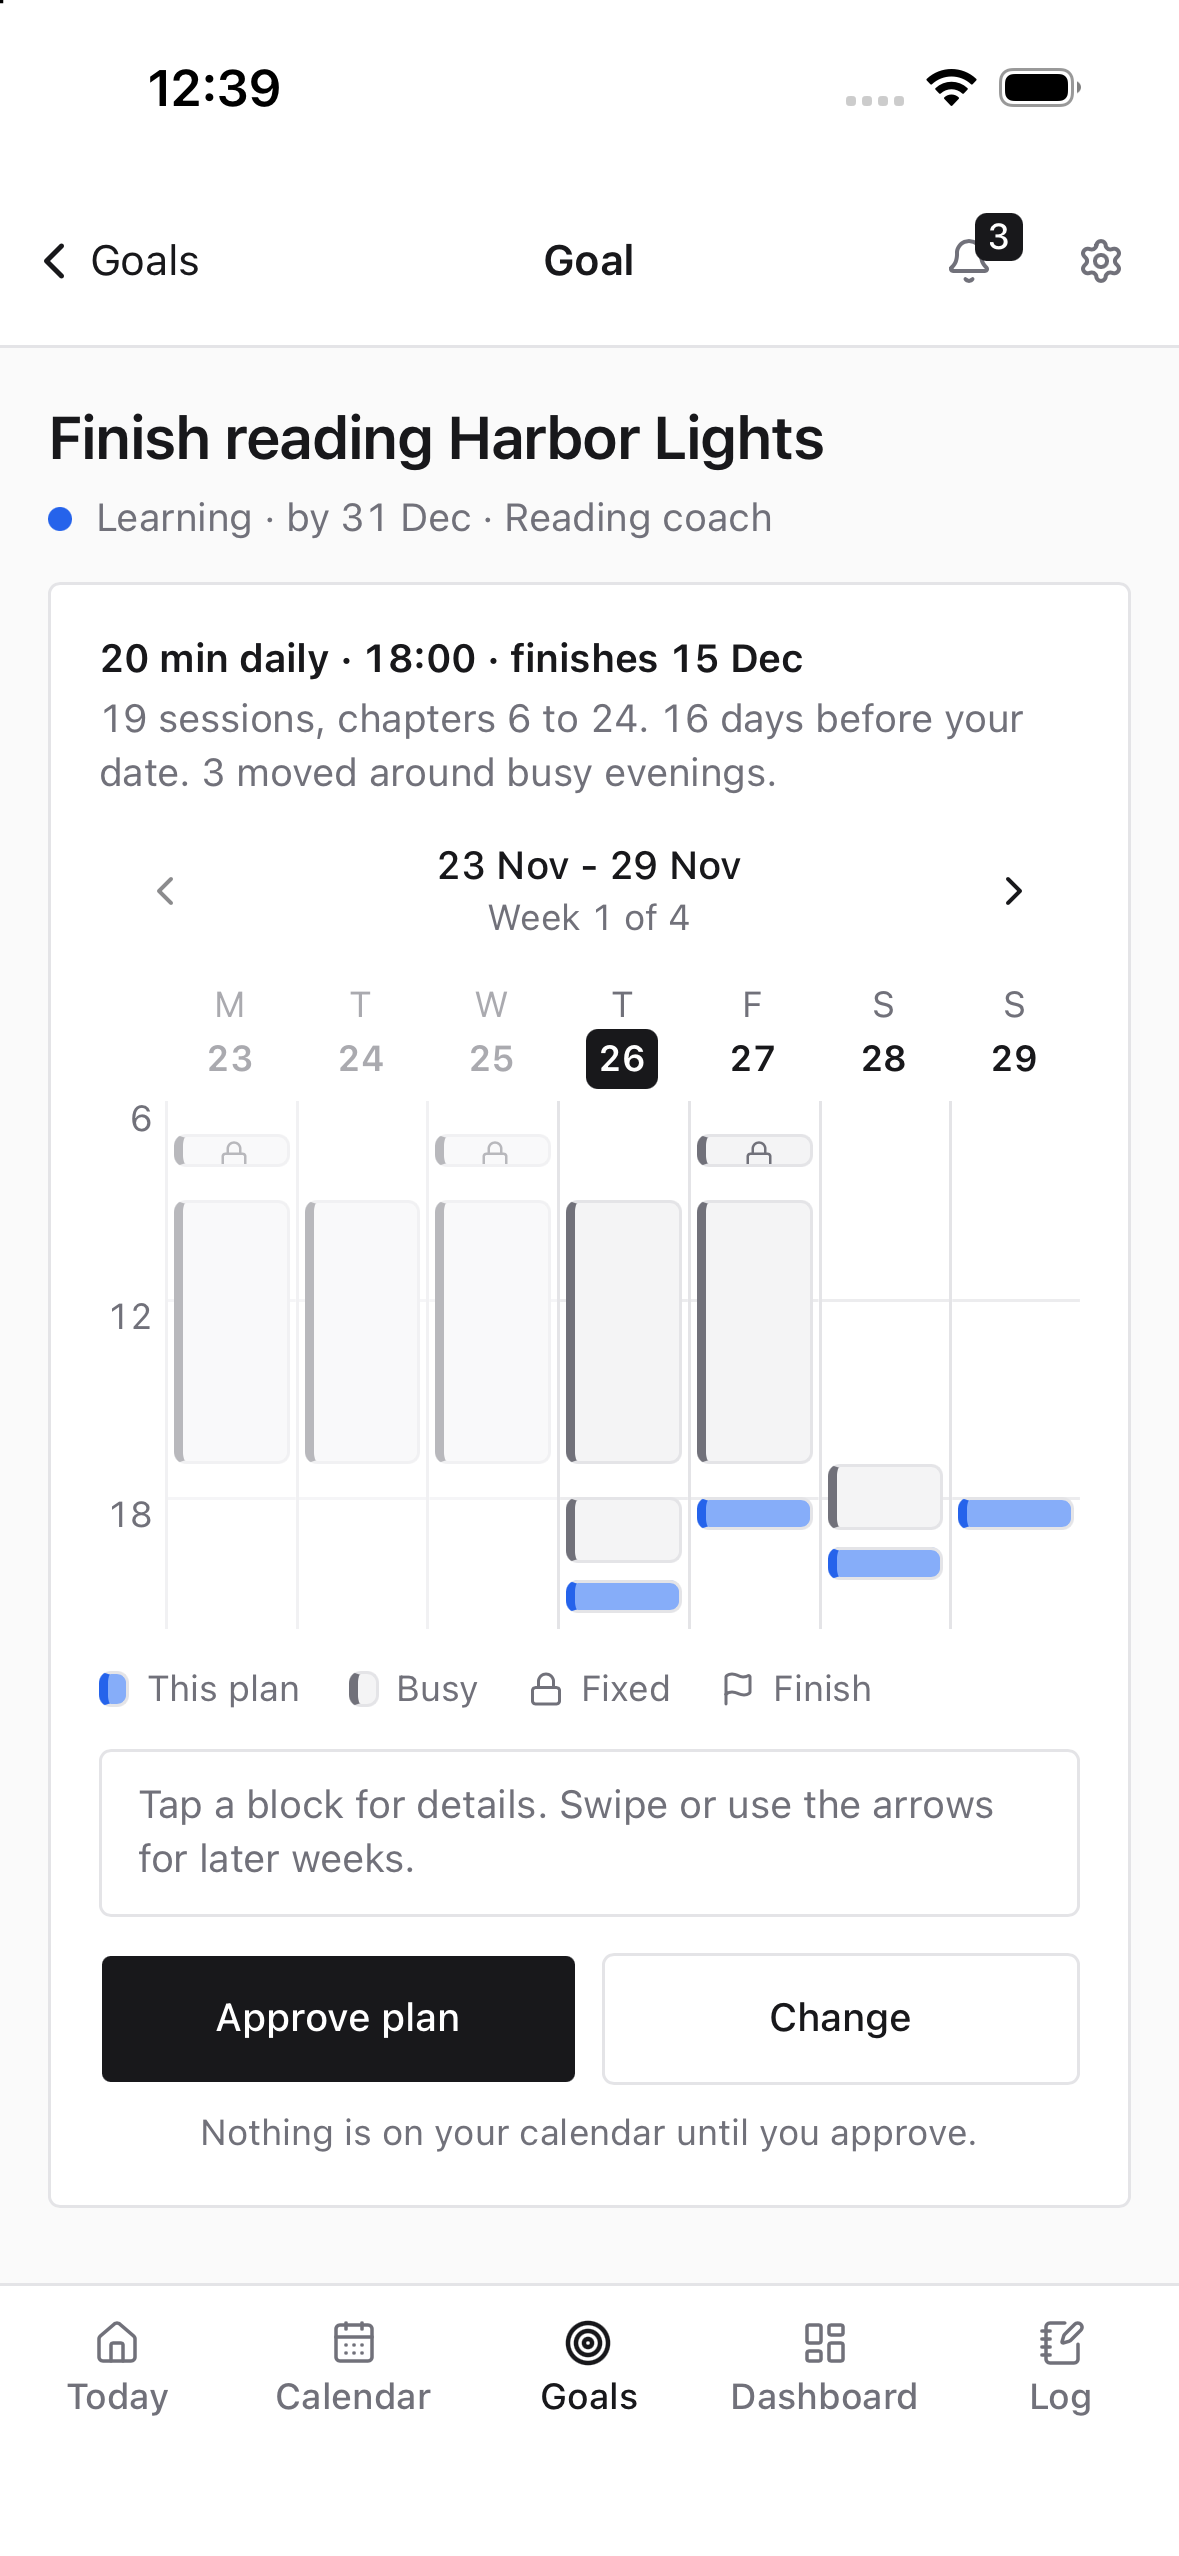 12:39
Goals
Goal
3
Finish reading Harbor Lights
Learning · by 31 Dec · Reading coach
20 min daily · 18:00 · finishes 15 Dec
19 sessions, chapters 6 to 24. 16 days before your
date. 3 moved around busy evenings.
23 Nov - 29 Nov
Week 1 of 4
M T W T F S S
23 24 25 26 27 28 29
6
12
18
This plan Busy Fixed Finish
Tap a block for details. Swipe or use the arrows
for later weeks.
Approve plan Change
Nothing is on your calendar until you approve.
Today Calendar Goals Dashboard Log